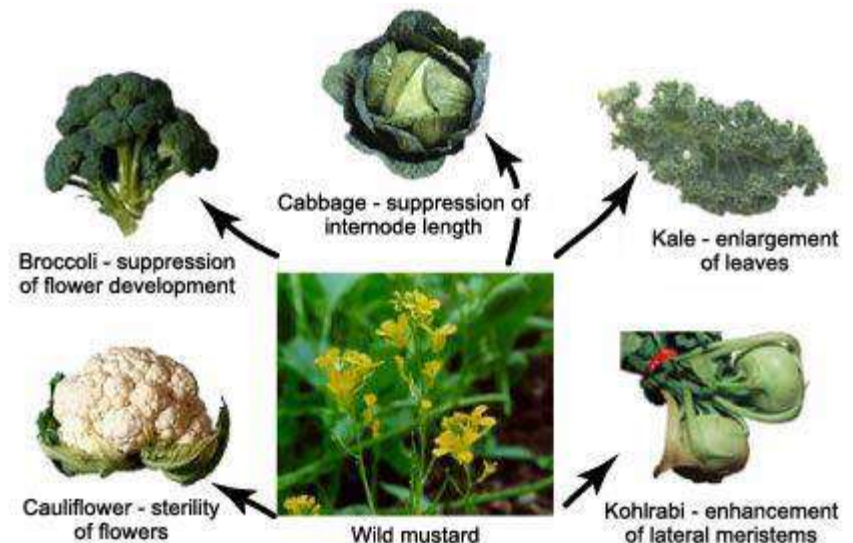 Cabbage - suppression of
internode length
Kale - enlargement
of leaves
Broccoli - suppression
of flower development
Cauliflower - sterility
of flowers
Wild mustard
Kohlrabi - enhancement
of lateral meristems